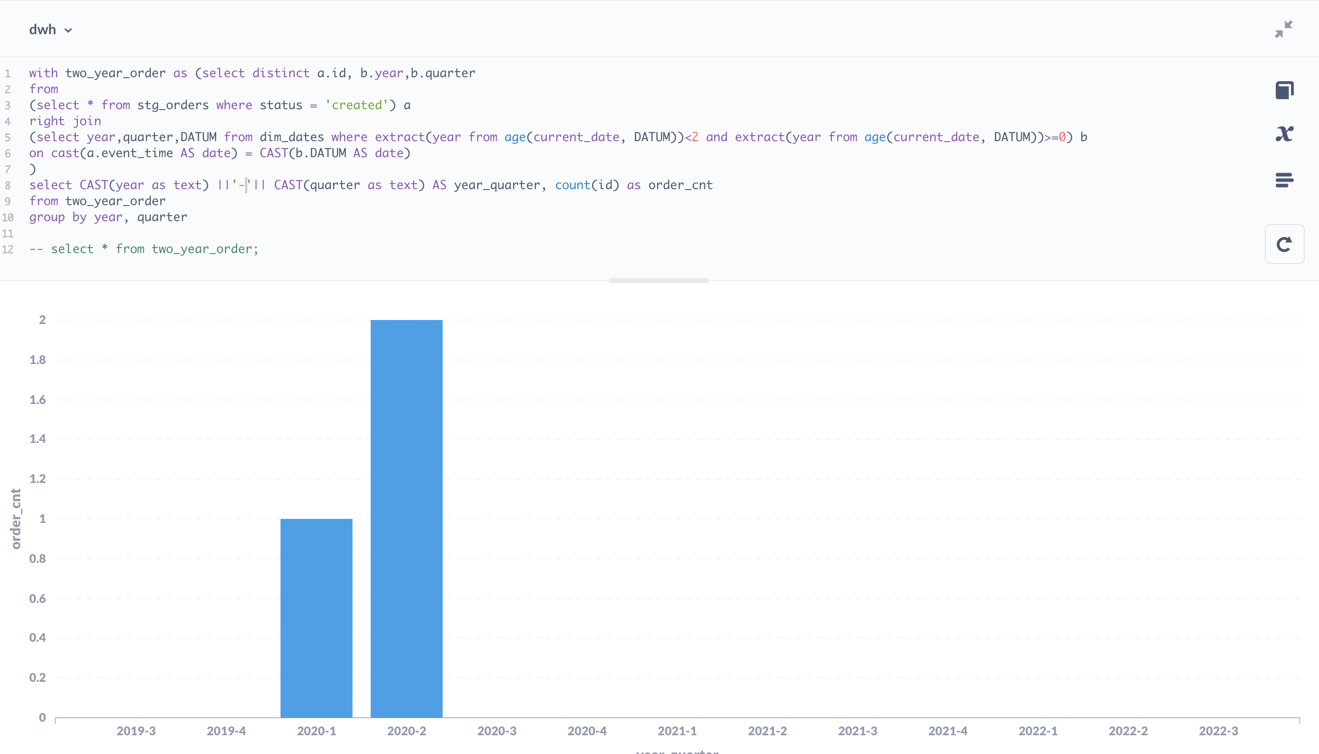 dwh
1 with two_year_order as (select distinct a.id, b.year,b.quarter
2 from
3 (select * from stg_orders where status = 'created') a
4 right join
5 (select year,quarter,DATUM from dim_dates where extract(year from age(current_date, DATUM))<2 and extract(year from age(current_date, DATUM))>=0) b
6 on cast(a.event_time AS date) = CAST(b.DATUM AS date)
7 )
8 select CAST(year as text) ||'-'|| CAST(quarter as text) AS year_quarter, count(id) as order_cnt
9 from two_year_order
10 group by year, quarter
11
12 -- select * from two_year_order;
2
1.8
1.6
1.4
1.2
1
0.8
0.6
0.4
0.2
0
order_cnt
2019-3 2019-4 2020-1 2020-2 2020-3 2020-4 2021-1 2021-2 2021-3 2021-4 2022-1 2022-2 2022-3
year_quarter